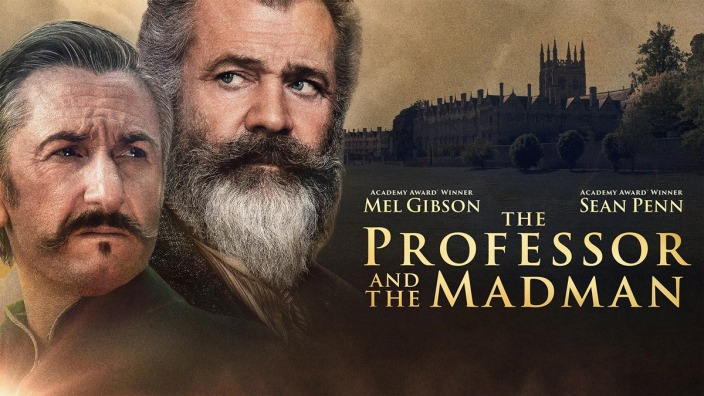 ACADEMY AWARD® WINNER
MEL GIBSON
ACADEMY AWARD® WINNER
SEAN PENN
THE
PROFESSOR
AND THE MADMAN